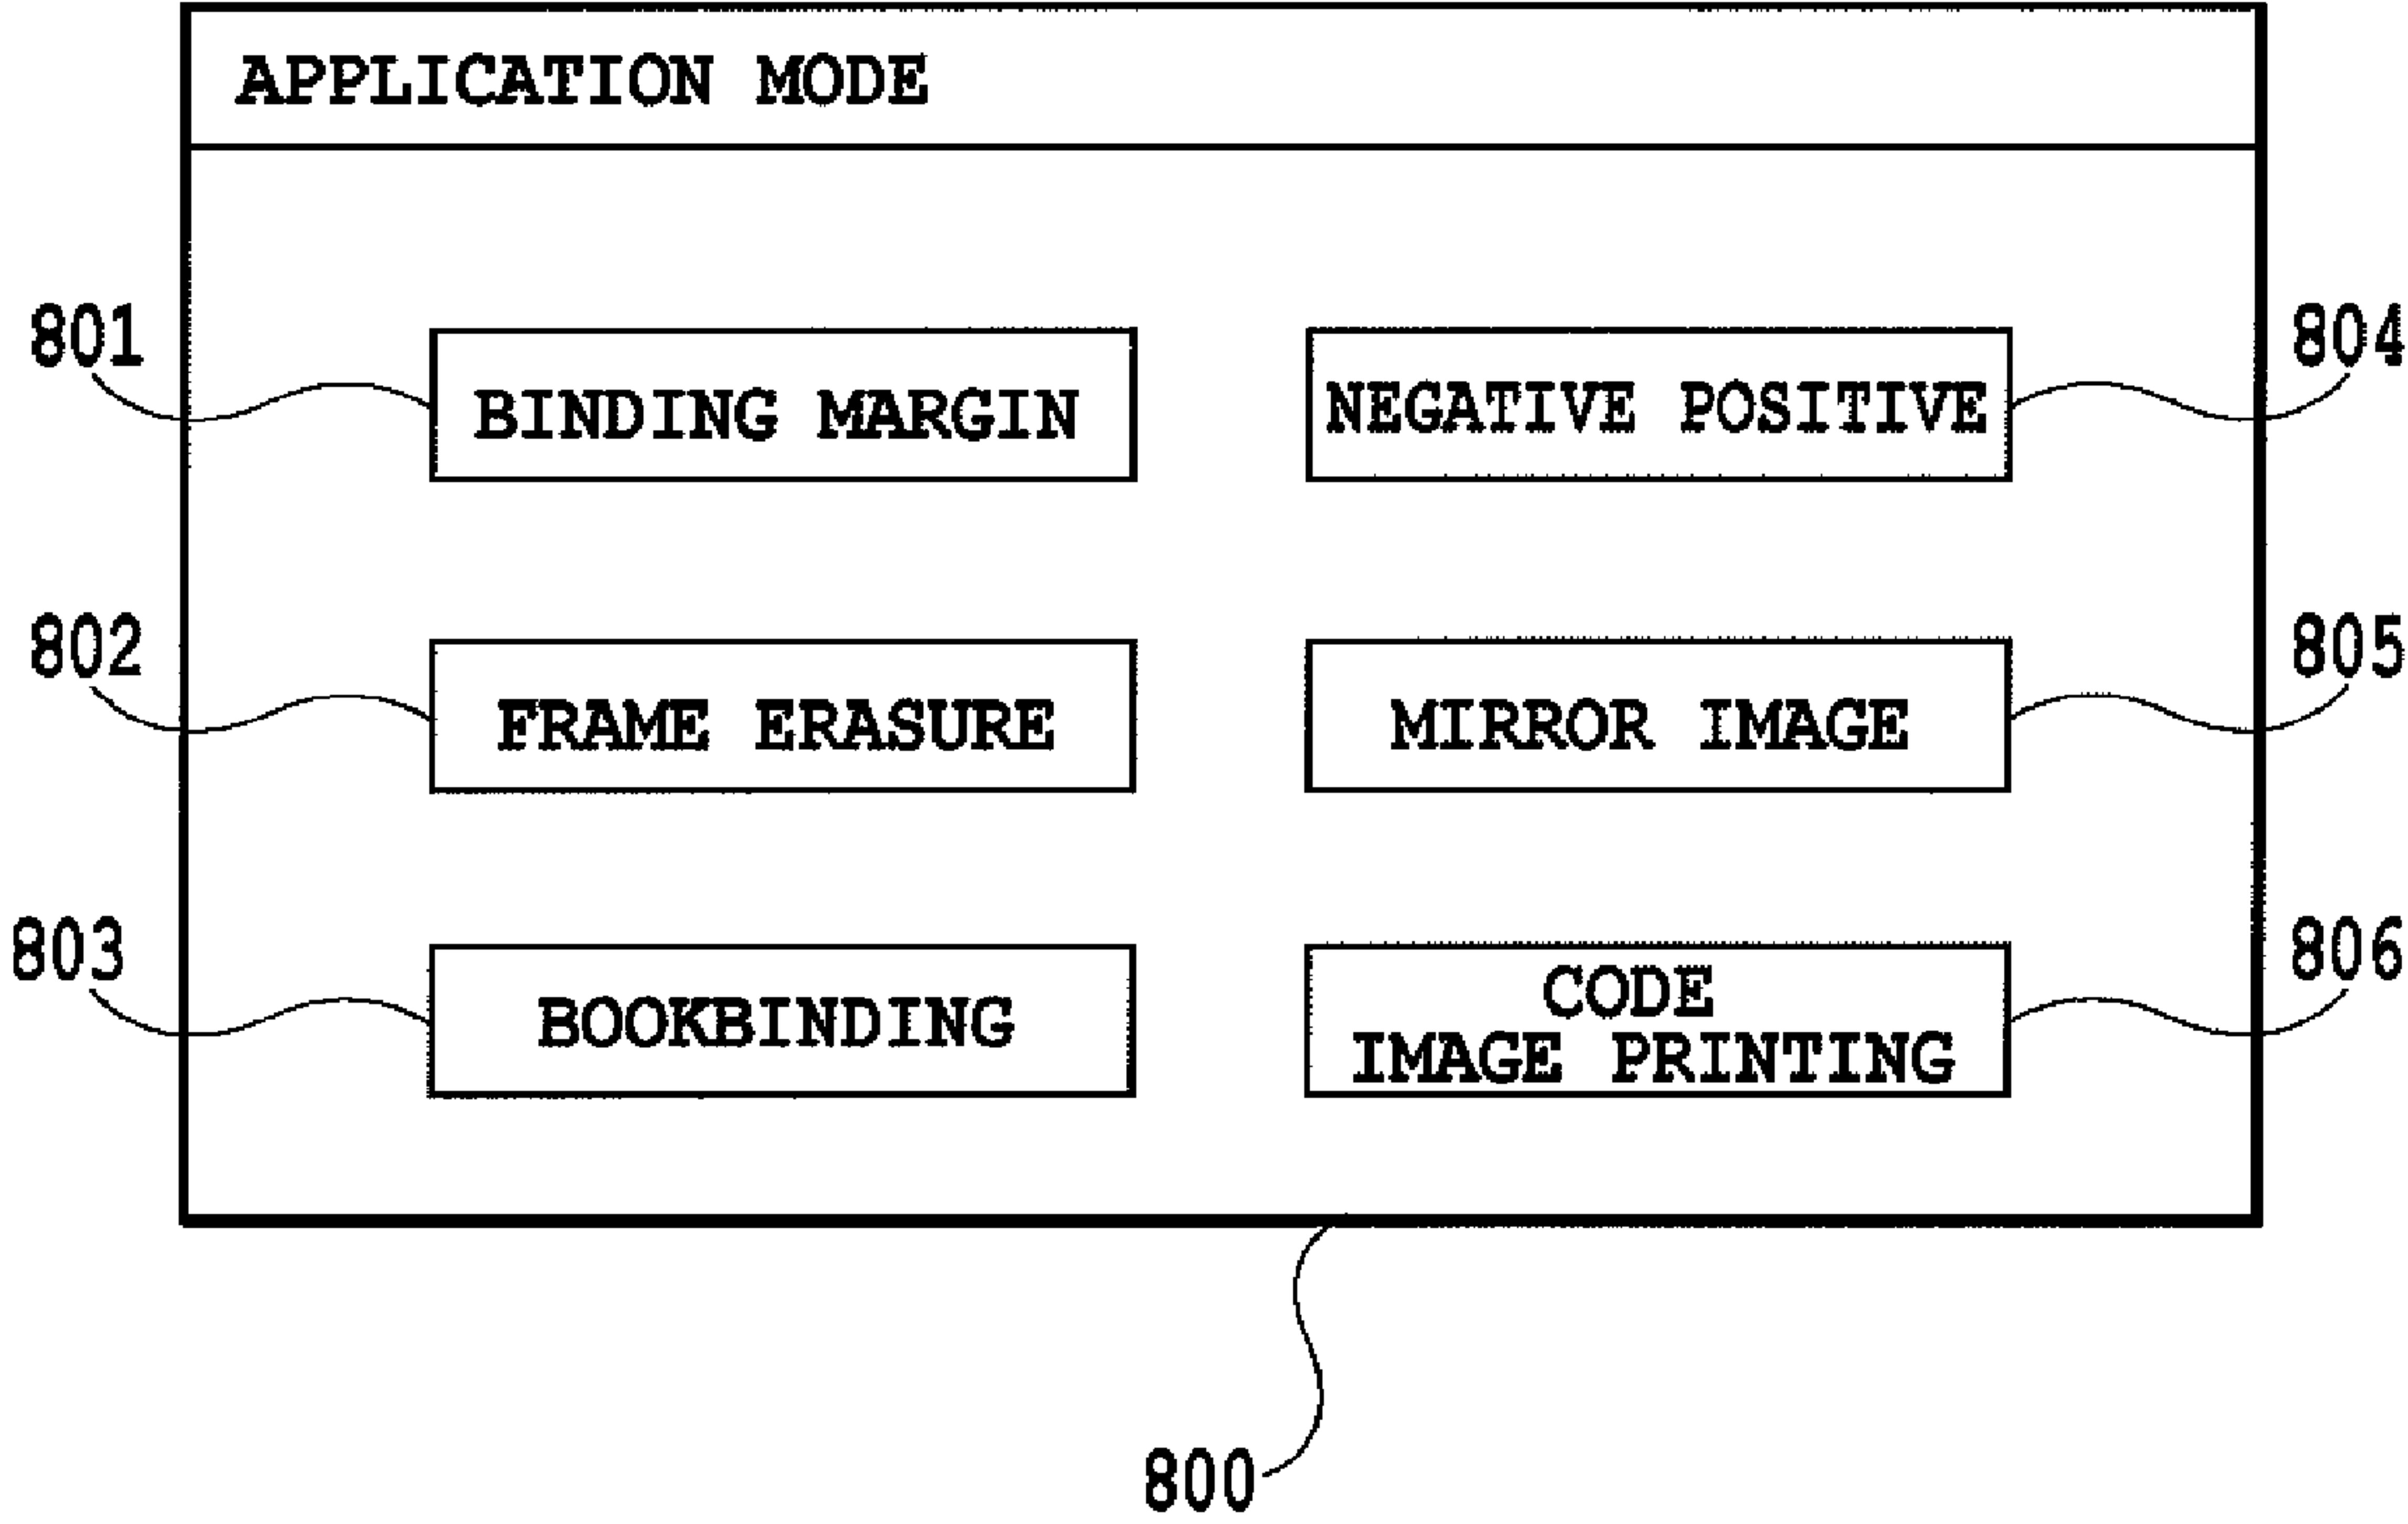 APPLICATION MODE
801
BINDING MARGIN
NEGATIVE POSITIVE
804
802
FRAME ERASURE
MIRROR IMAGE
805
803
BOOKBINDING
CODE
IMAGE PRINTING
806
800